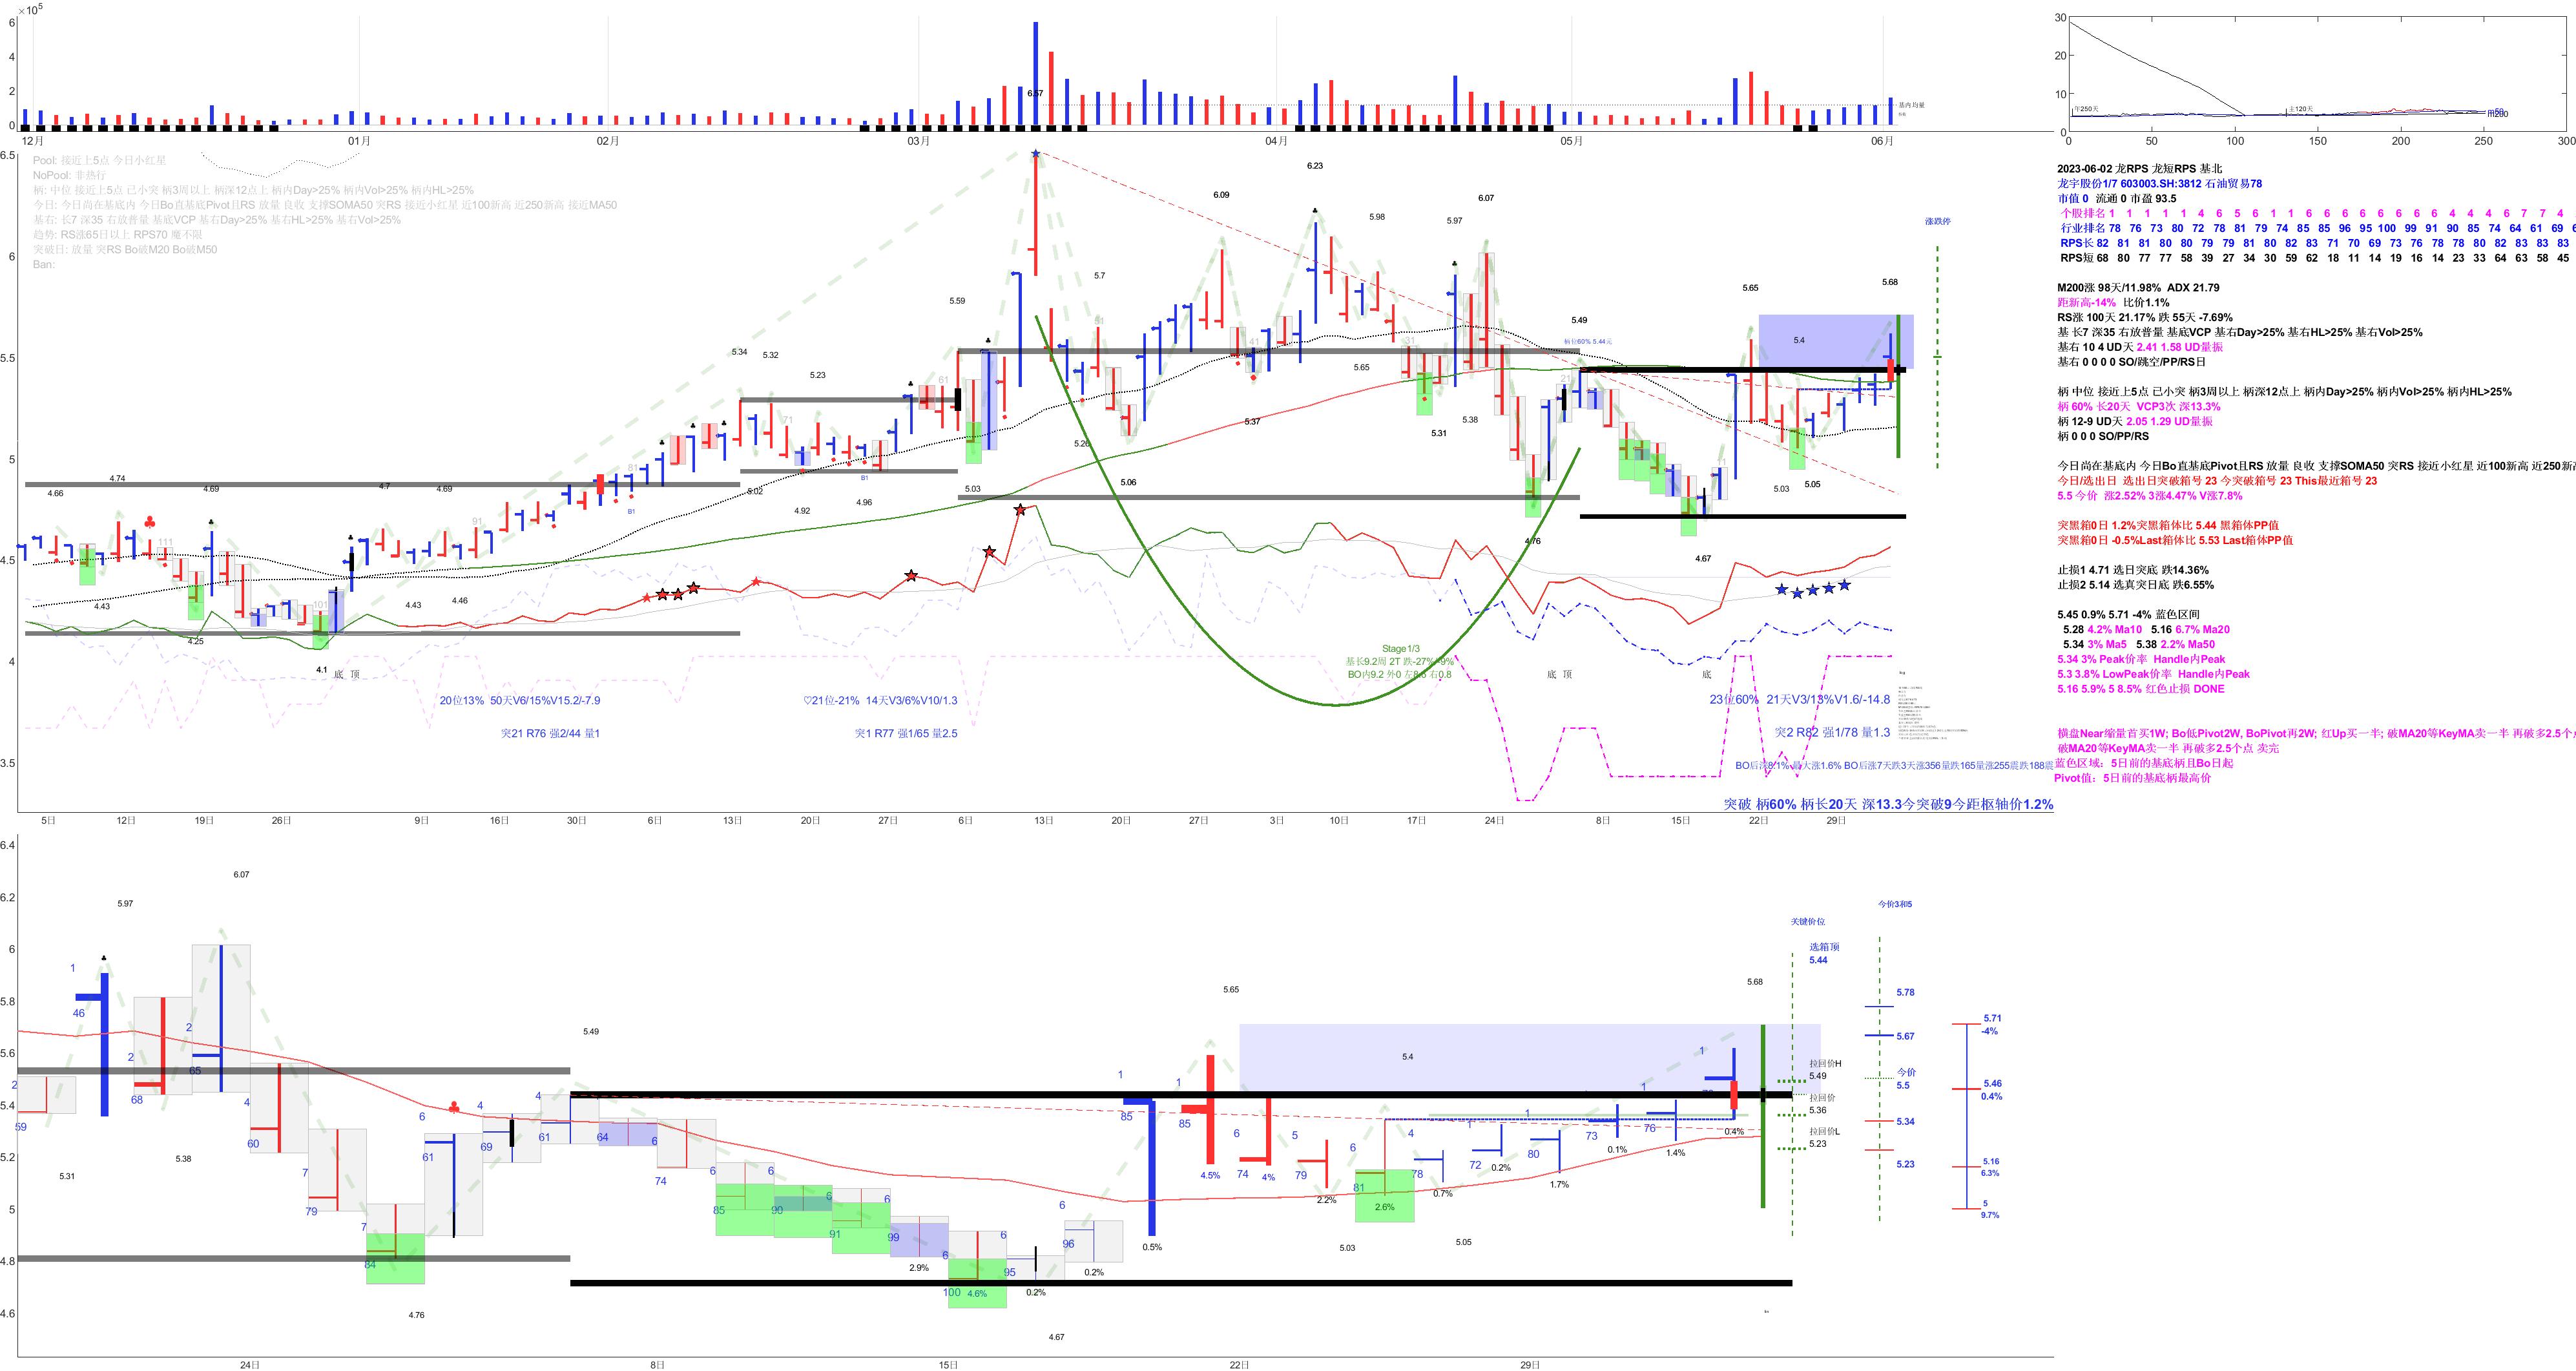 ×10⁵
6
4
2
0
6.57
基内均量
12月
01月
02月
03月
04月
05月
06月
30
20
10
0
年250天
主120天
0
50
100
150
200
250
300
6.5
6
5.5
5
4.5
4
3.5
Pool: 接近上5点 今日小红星
NoPool: 非热行
柄: 中位 接近上5点 已小突 柄3周以上 柄深12点上 柄内Day>25% 柄内Vol>25% 柄内HL>25%
今日: 今日尚在基底内 今日Bo直基底Pivot且RS 放量 良收 支撑SOMA50 突RS 接近小红星 近100新高 近250新高 接近MA50
基右: 长7 深35 右放普量 基底VCP 基右Day>25% 基右HL>25% 基右Vol>25%
趋势: RS涨65日以上 RPS70 魔不限
突破日: 放量 突RS Bo破M20 Bo破M50
Ban:
涨跌停
6.23
6.09
5.98
5.97
6.07
5.7
5.59
5.65
5.68
5.34
5.32
5.23
5.49
柄位60% 5.44元
5.4
51
41
31
61
71
81
91
111
101
5.65
5.37
5.31
5.38
5.26
5.06
5.03
5.02
4.92
4.96
B1
B1
4.66
4.74
4.69
4.7
4.69
4.43
4.25
4.1
4.43
4.46
5.03
5.05
4.76
4.67
底 顶
底 顶
底
Stage1/3
基长9.2周 2T 跌-27%/-9%
BO内9.2 外0 左8.5 右0.8
20位13% 50天V6/15%V15.2/-7.9
突21 R76 强2/44 量1
♡21位-21% 14天V3/6%V10/1.3
突1 R77 强1/65 量2.5
23位60% 21天V3/13%V1.6/-14.8
突2 R82 强1/78 量1.3
BO后涨8.1% 最大涨1.6% BO后涨7天跌3天涨356量跌165量涨255震跌188震
突破 柄60% 柄长20天 深13.3今突破9今距枢轴价1.2%
5日
12日
19日
26日
9日
16日
30日
6日
13日
20日
27日
6日
13日
20日
27日
3日
10日
17日
24日
8日
15日
22日
29日
2023-06-02 龙RPS 龙短RPS 基北
龙宇股份1/7 603003.SH:3812 石油贸易78
市值 0 流通 0 市盈 93.5
个股排名 1 1 1 1 1 4 6 5 6 1 1 6 6 6 6 6 6 6 6 4 4 4 6 7 7 4
行业排名 78 76 73 80 72 78 81 79 74 85 85 96 95 100 99 91 90 85 74 64 61 69 6
RPS长 82 81 81 80 80 79 79 81 80 82 83 71 70 69 73 76 78 78 80 82 83 83 83
RPS短 68 80 77 77 58 39 27 34 30 59 62 18 11 14 19 16 14 23 33 64 63 58 45
M200涨 98天/11.98% ADX 21.79
距新高-14% 比价1.1%
RS涨 100天 21.17% 跌 55天 -7.69%
基 长7 深35 右放普量 基底VCP 基右Day>25% 基右HL>25% 基右Vol>25%
基右 10 4 UD天 2.41 1.58 UD量振
基右 0 0 0 0 SO/跳空/PP/RS日
柄 中位 接近上5点 已小突 柄3周以上 柄深12点上 柄内Day>25% 柄内Vol>25% 柄内HL>25%
柄 60% 长20天 VCP3次 深13.3%
柄 12-9 UD天 2.05 1.29 UD量振
柄 0 0 0 SO/PP/RS
今日尚在基底内 今日Bo直基底Pivot且RS 放量 良收 支撑SOMA50 突RS 接近小红星 近100新高 近250新高
今日/选出日 选出日突破箱号 23 今突破箱号 23 This最近箱号 23
5.5 今价 涨2.52% 3涨4.47% V涨7.8%
突黑箱0日 1.2%突黑箱体比 5.44 黑箱体PP值
突黑箱0日 -0.5%Last箱体比 5.53 Last箱体PP值
止损1 4.71 选日突底 跌14.36%
止损2 5.14 选真突日底 跌6.55%
5.45 0.9% 5.71 -4% 蓝色区间
5.28 4.2% Ma10 5.16 6.7% Ma20
5.34 3% Ma5 5.38 2.2% Ma50
5.34 3% Peak价率 Handle内Peak
5.3 3.8% LowPeak价率 Handle内Peak
5.16 5.9% 5 8.5% 红色止损 DONE
横盘Near缩量首买1W; Bo低Pivot2W, BoPivot再2W; 红Up买一半; 破MA20等KeyMA卖一半 再破多2.5个点
破MA20等KeyMA卖一半 再破多2.5个点 卖完
蓝色区域：5日前的基底柄且Bo日起
Pivot值：5日前的基底柄最高价
6.4
6.2
6
5.8
5.6
5.4
5.2
5
4.8
4.6
6.07
5.97
5.49
5.65
5.68
5.4
5.31
5.38
4.76
4.67
5.03
5.05
2
59
1
46
2
68
2
65
4
60
7
79
7
84
6
61
4
69
4
61
64
6
74
6
85
6
90
6
91
6
99
2.9%
6
100
4.6%
6
95
0.2%
6
96
0.2%
1
85
0.5%
1
85
4.5%
6
74
4%
5
79
2.2%
6
81
2.6%
4
78
0.7%
1
72
0.2%
1
80
1.7%
73
0.1%
1
76
1.4%
1
0.4%
关键价位
选箱顶
5.44
拉回价H
5.49
拉回价
5.36
拉回价L
5.23
今价3和5
5.78
5.67
今价
5.5
5.34
5.23
5.71
-4%
5.46
0.4%
5.16
6.3%
5
9.7%
24日
8日
15日
22日
29日